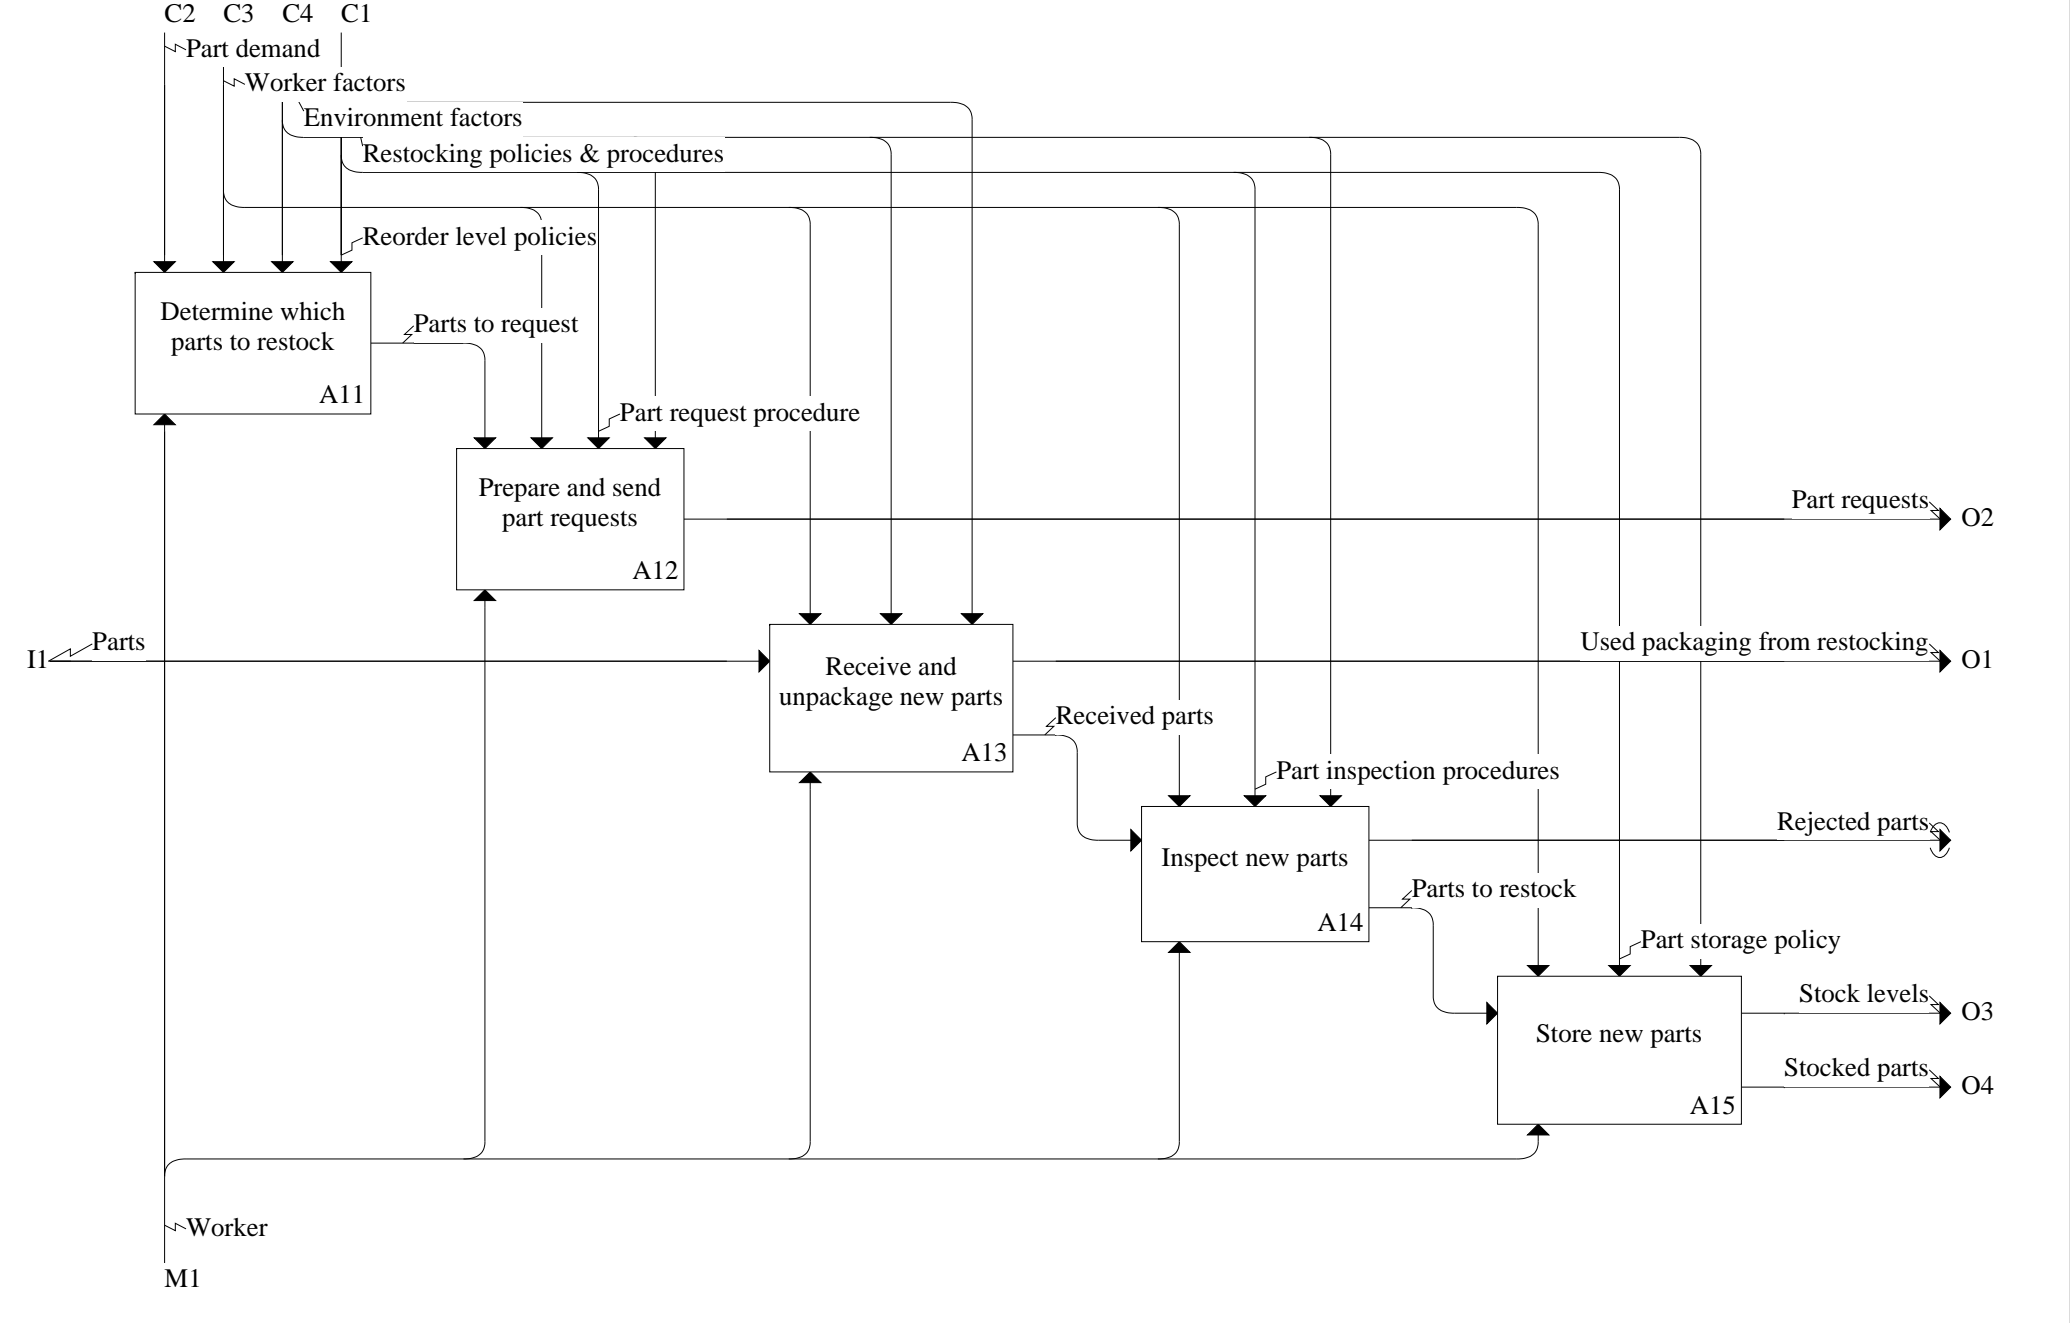 C2 C3 C4 C1
Part demand
Worker factors
Environment factors
Restocking policies & procedures
Reorder level policies
Determine which
parts to restock
A11
Parts to request
Part request procedure
Prepare and send
part requests
A12
Part requests
O2
I1
Parts
Receive and
unpackage new parts
A13
Used packaging from restocking
O1
Received parts
Part inspection procedures
Inspect new parts
A14
Rejected parts
Parts to restock
Part storage policy
Store new parts
A15
Stock levels
O3
Stocked parts
O4
Worker
M1